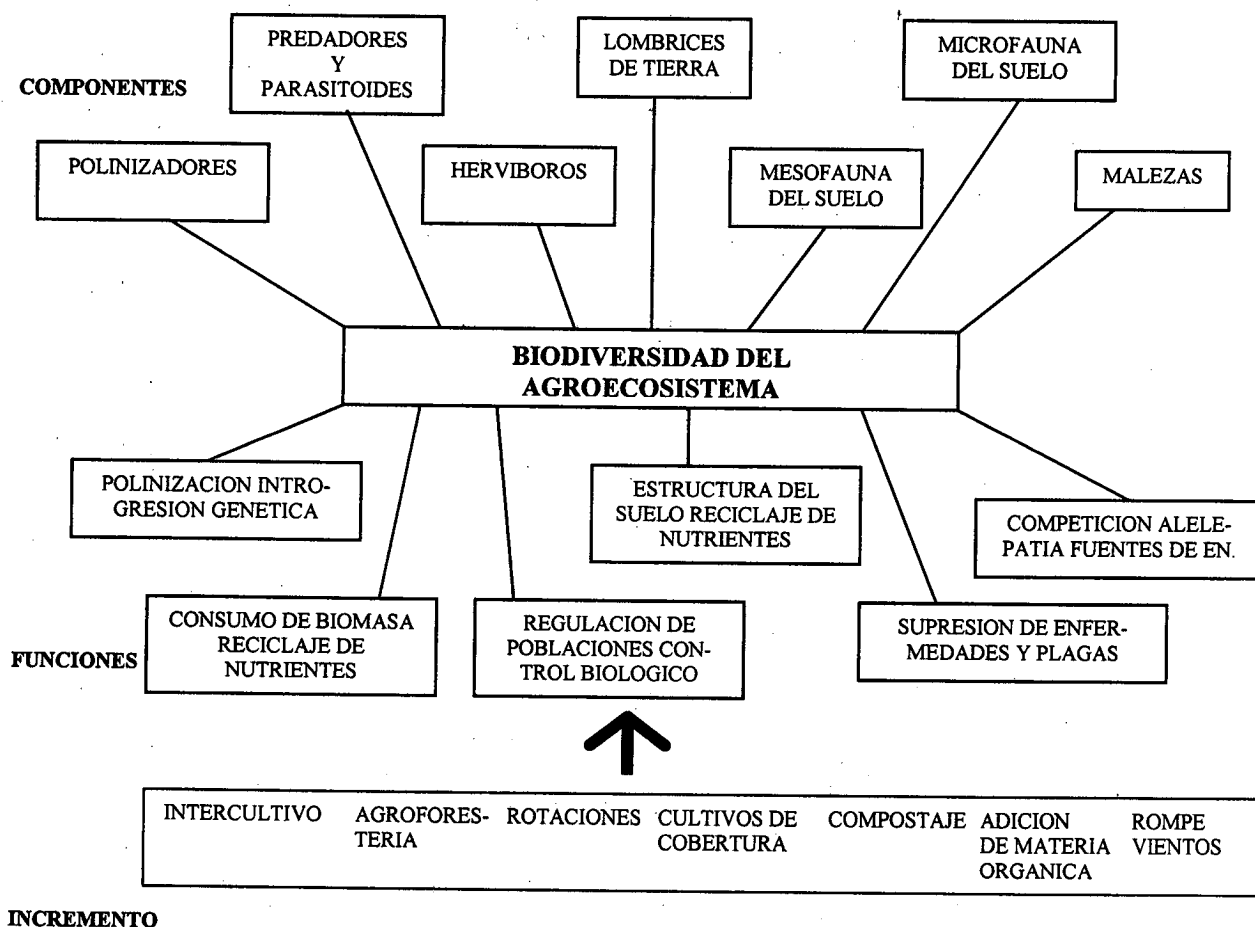 PREDADORES
Y
PARASITOIDES
LOMBRICES
DE TIERRA
MICROFAUNA
DEL SUELO
COMPONENTES
POLINIZADORES
HERVIBOROS
MESOFAUNA
DEL SUELO
MALEZAS
BIODIVERSIDAD DEL
AGROECOSISTEMA
POLINIZACION INTRO-
GRESION GENETICA
ESTRUCTURA DEL
SUELO RECICLAJE DE
NUTRIENTES
COMPETICION ALELE-
PATIA FUENTES DE EN.
CONSUMO DE BIOMASA
RECICLAJE DE
NUTRIENTES
REGULACION DE
POBLACIONES CON-
TROL BIOLOGICO
SUPRESION DE ENFER-
MEDADES Y PLAGAS
FUNCIONES
INTERCULTIVO
AGROFORES-
TERIA
ROTACIONES
CULTIVOS DE
COBERTURA
COMPOSTAJE
ADICION
DE MATERIA
ORGANICA
ROMPE
VIENTOS
INCREMENTO